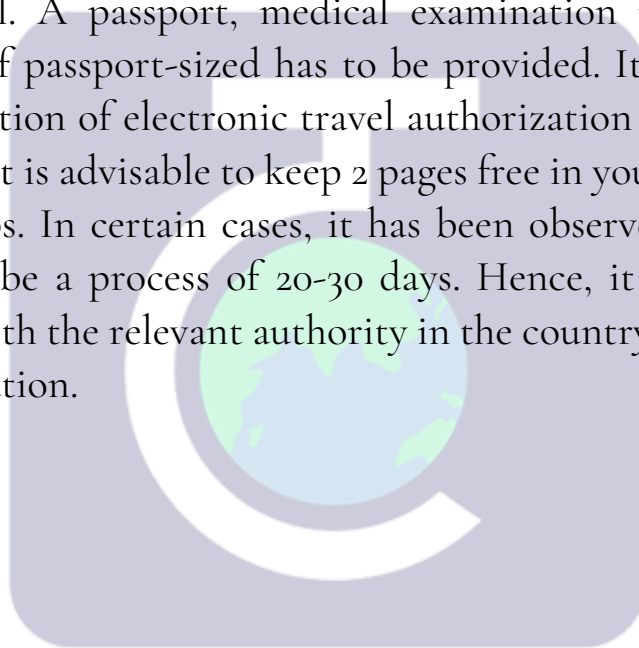 l. A passport, medical examination
f passport-sized has to be provided. It
tion of electronic travel authorization
t is advisable to keep 2 pages free in you
s. In certain cases, it has been observ
be a process of 20-30 days. Hence, it
th the relevant authority in the country
tion.